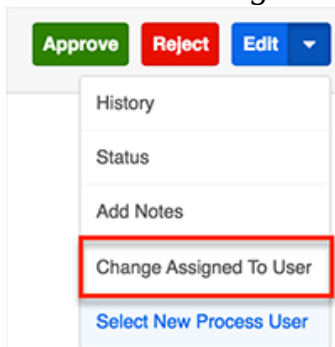 Approve Reject Edit
History
Status
Add Notes
Change Assigned To User
Select New Process User